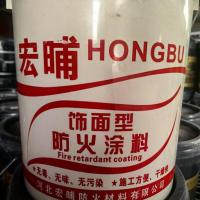 宏晡 HONGBU
饰面型
防火涂料
Fire retardant coating
★无毒、无味、无污染 ★施工方便、干燥快
河北宏晡防火材料有限公司